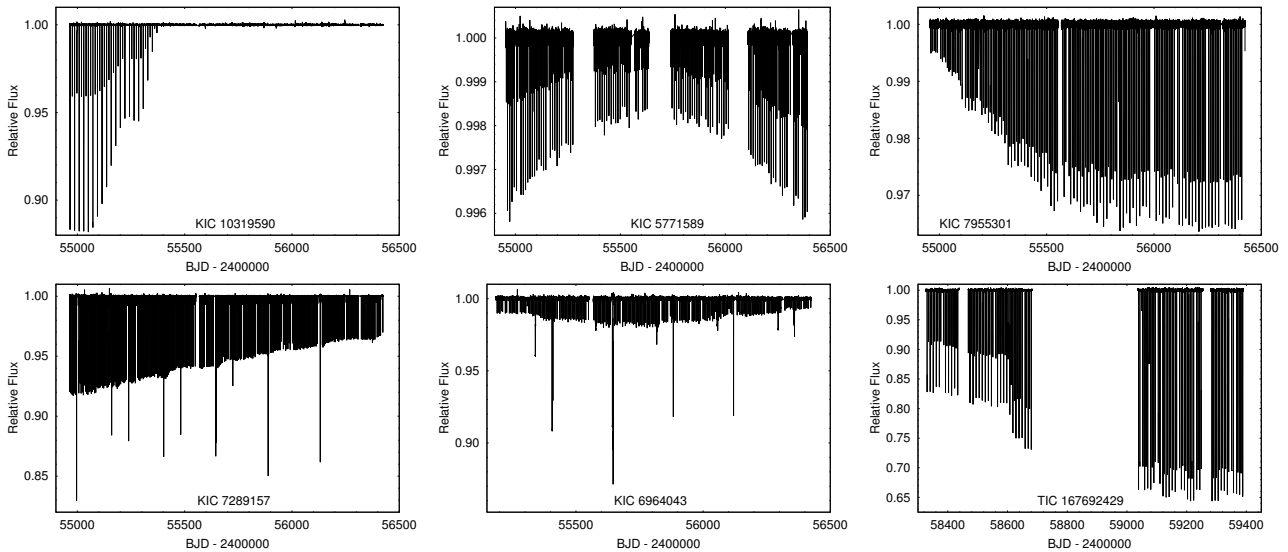 1.00
0.95
0.90
Relative Flux
KIC 10319590
55000 55500 56000 56500
BJD - 2400000
1.000
0.999
0.998
0.997
0.996
Relative Flux
KIC 5771589
55000 55500 56000 56500
BJD - 2400000
1.00
0.99
0.98
0.97
Relative Flux
KIC 7955301
55000 55500 56000 56500
BJD - 2400000
1.00
0.95
0.90
0.85
Relative Flux
KIC 7289157
55000 55500 56000 56500
BJD - 2400000
1.00
0.95
0.90
Relative Flux
KIC 6964043
55500 56000 56500
BJD - 2400000
1.00
0.95
0.90
0.85
0.80
0.75
0.70
0.65
Relative Flux
TIC 167692429
58400 58600 58800 59000 59200 59400
BJD - 2400000